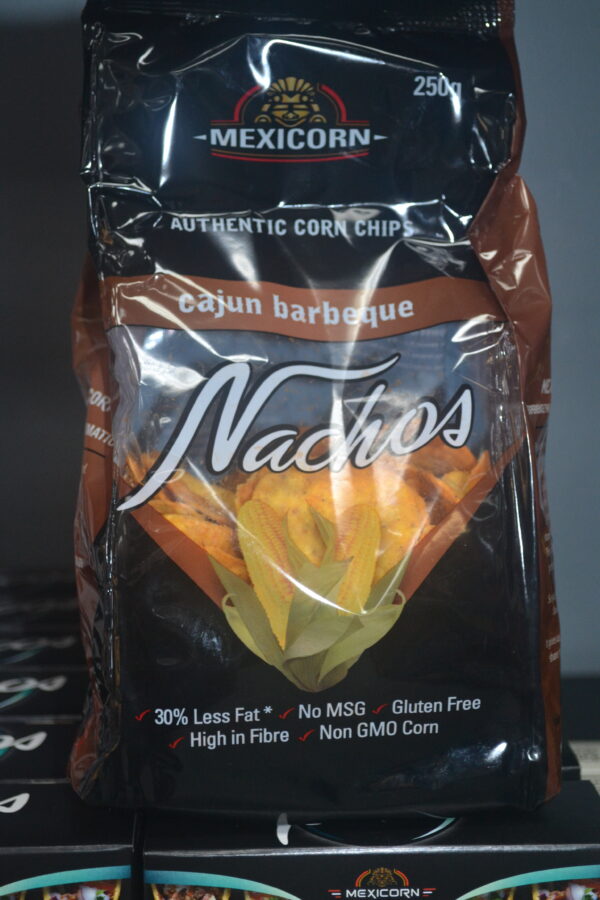 250g
MEXICORN
AUTHENTIC CORN CHIPS
cajun barbeque
Nachos
30% Less Fat* No MSG Gluten Free
High in Fibre Non GMO Corn
MEXICORN